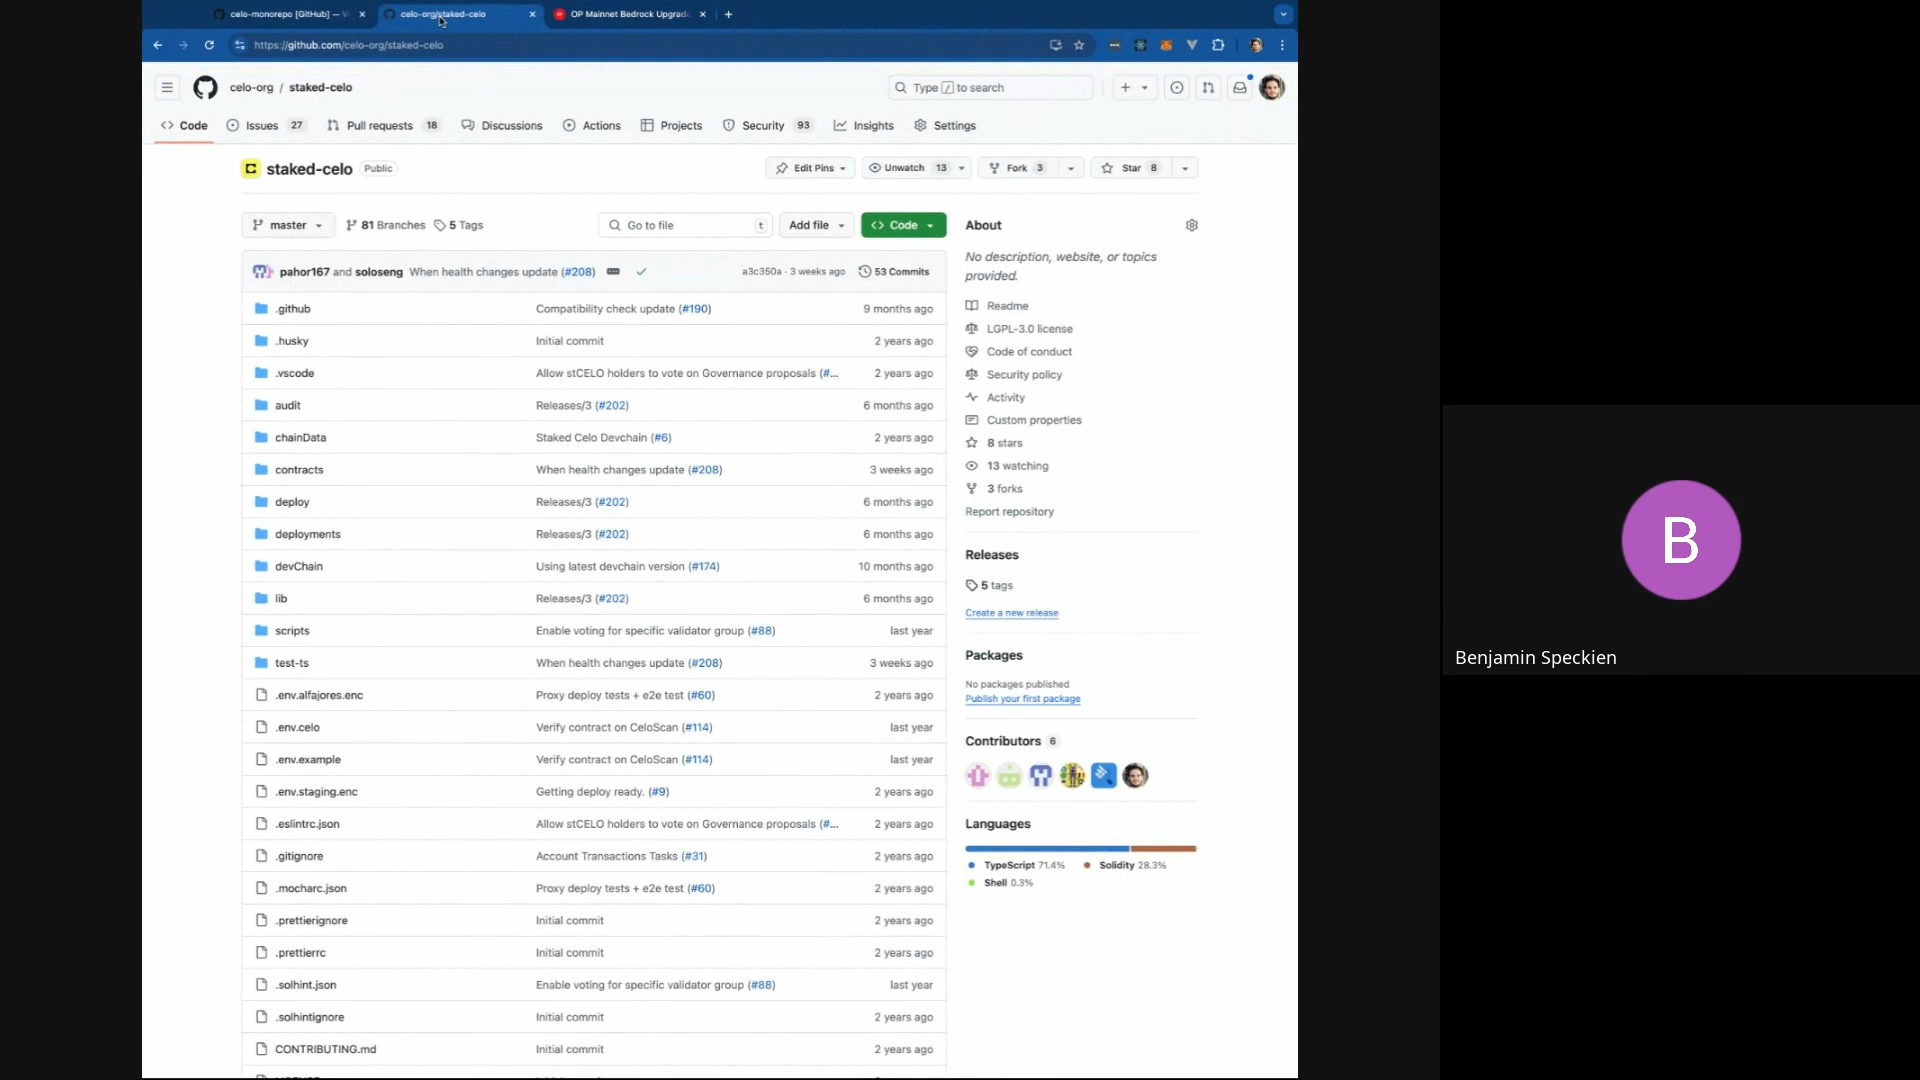 celo-monorepo [GitHub] — V
celo-org/staked-celo
OP Mainnet Bedrock Upgrade
https://github.com/celo-org/staked-celo
celo-org / staked-celo
Type / to search
Code
Issues 27
Pull requests 18
Discussions
Actions
Projects
Security 93
Insights
Settings
staked-celo Public
Edit Pins
Unwatch 13
Fork 3
Star 8
master
81 Branches
5 Tags
Go to file t
Add file
Code
pahor167 and soloseng When health changes update (#208)
a3c350a · 3 weeks ago
53 Commits
.github Compatibility check update (#190) 9 months ago
.husky Initial commit 2 years ago
.vscode Allow stCELO holders to vote on Governance proposals (#... 2 years ago
audit Releases/3 (#202) 6 months ago
chainData Staked Celo Devchain (#6) 2 years ago
contracts When health changes update (#208) 3 weeks ago
deploy Releases/3 (#202) 6 months ago
deployments Releases/3 (#202) 6 months ago
devChain Using latest devchain version (#174) 10 months ago
lib Releases/3 (#202) 6 months ago
scripts Enable voting for specific validator group (#88) last year
test-ts When health changes update (#208) 3 weeks ago
.env.alfajores.enc Proxy deploy tests + e2e test (#60) 2 years ago
.env.celo Verify contract on CeloScan (#114) last year
.env.example Verify contract on CeloScan (#114) last year
.env.staging.enc Getting deploy ready. (#9) 2 years ago
.eslintrc.json Allow stCELO holders to vote on Governance proposals (#... 2 years ago
.gitignore Account Transactions Tasks (#31) 2 years ago
.mocharc.json Proxy deploy tests + e2e test (#60) 2 years ago
.prettierignore Initial commit 2 years ago
.prettierrc Initial commit 2 years ago
.solhint.json Enable voting for specific validator group (#88) last year
.solhintignore Initial commit 2 years ago
CONTRIBUTING.md Initial commit 2 years ago
About
No description, website, or topics
provided.
Readme
LGPL-3.0 license
Code of conduct
Security policy
Activity
Custom properties
8 stars
13 watching
3 forks
Report repository
Releases
5 tags
Create a new release
Packages
No packages published
Publish your first package
Contributors 6
Languages
TypeScript 71.4%
Solidity 28.3%
Shell 0.3%
B
Benjamin Speckien